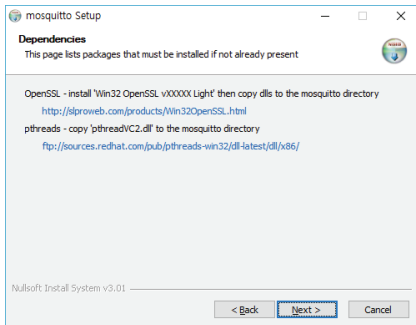 mosquitto Setup
Dependencies
This page lists packages that must be installed if not already present
OpenSSL - install 'Win32 OpenSSL vXXXXX Light' then copy dlls to the mosquitto directory
http://slproweb.com/products/Win32OpenSSL.html
pthreads - copy 'pthreadVC2.dll' to the mosquitto directory
ftp://sources.redhat.com/pub/pthreads-win32/dll-latest/dll/x86/
Nullsoft Install System v3.01
< Back Next > Cancel